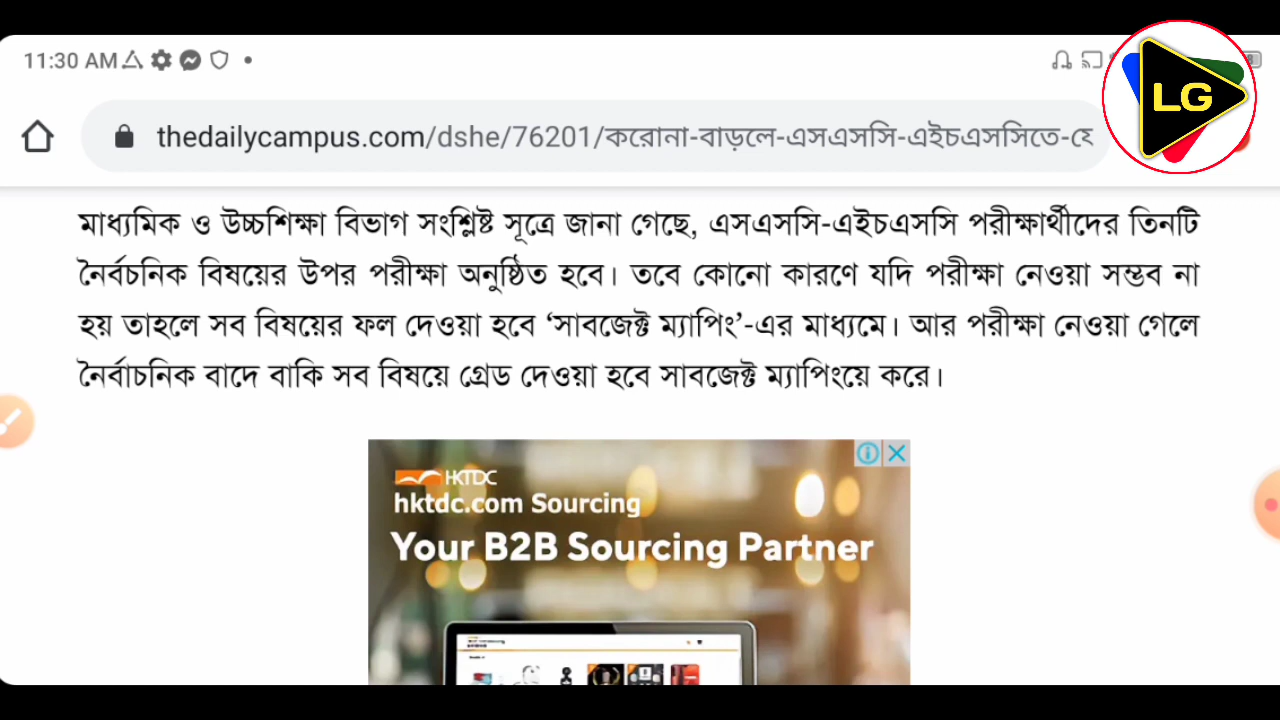 11:30 AM
LG
thedailycampus.com/dshe/76201/করোনা-বাড়লে-এসএসসি-এইচএসসিতে-যে
মাধ্যমিক ও উচ্চশিক্ষা বিভাগ সংশ্লিষ্ট সূত্রে জানা গেছে, এসএসসি-এইচএসসি পরীক্ষার্থীদের তিনটি
নৈর্বচনিক বিষয়ের উপর পরীক্ষা অনুষ্ঠিত হবে। তবে কোনো কারণে যদি পরীক্ষা নেওয়া সম্ভব না
হয় তাহলে সব বিষয়ের ফল দেওয়া হবে ‘সাবজেক্ট ম্যাপিং’-এর মাধ্যমে। আর পরীক্ষা নেওয়া গেলে
নৈর্বাচনিক বাদে বাকি সব বিষয়ে গ্রেড দেওয়া হবে সাবজেক্ট ম্যাপিংয়ে করে।
HKTDC
hktdc.com Sourcing
Your B2B Sourcing Partner